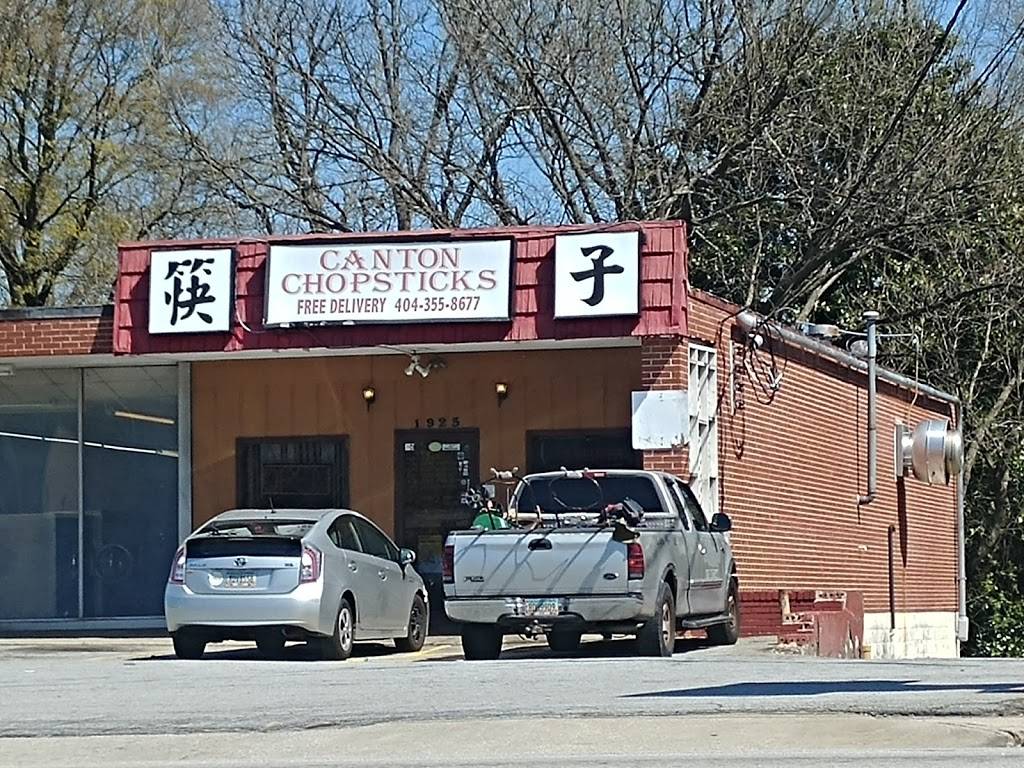 筷
CANTON
CHOPSTICKS
FREE DELIVERY 404-355-8677
子
1925